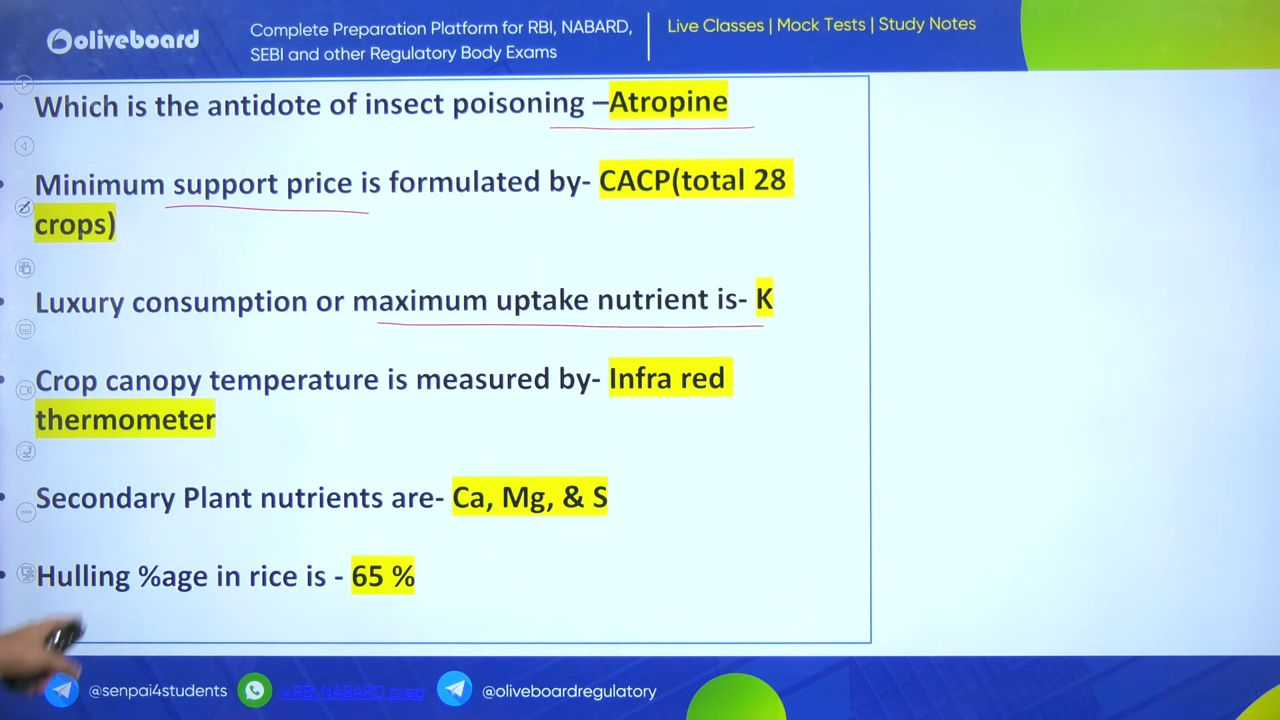 oliveboard
Complete Preparation Platform for RBI, NABARD,
SEBI and other Regulatory Body Exams
Live Classes | Mock Tests | Study Notes
Which is the antidote of insect poisoning –Atropine
Minimum support price is formulated by- CACP(total 28
crops)
Luxury consumption or maximum uptake nutrient is- K
Crop canopy temperature is measured by- Infra red
thermometer
Secondary Plant nutrients are- Ca, Mg, & S
Hulling %age in rice is - 65 %
@senpai4students
RBI NABARD prep
@oliveboardregulatory